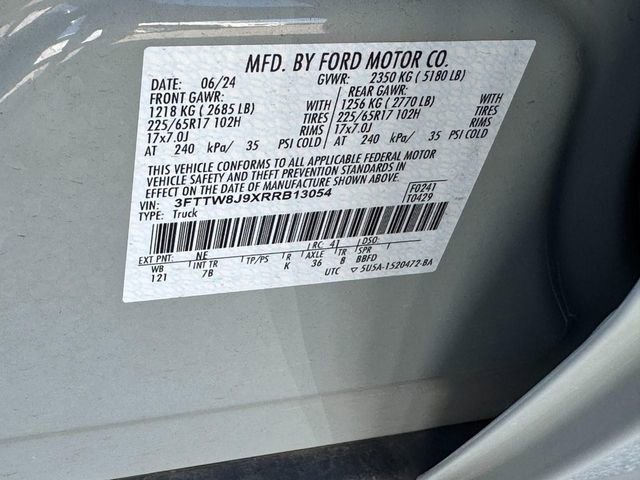 MFD. BY FORD MOTOR CO.
DATE: 06/24 GVWR: 2350 KG ( 5180 LB)
FRONT GAWR: REAR GAWR:
1218 KG ( 2685 LB) WITH 1256 KG ( 2770 LB) WITH
225/65R17 102H TIRES 225/65R17 102H TIRES
17x7.0J RIMS 17x7.0J RIMS
AT 240 kPa/ 35 PSI COLD AT 240 kPa/ 35 PSI COLD
THIS VEHICLE CONFORMS TO ALL APPLICABLE FEDERAL MOTOR
VEHICLE SAFETY AND THEFT PREVENTION STANDARDS IN
EFFECT ON THE DATE OF MANUFACTURE SHOWN ABOVE.
VIN: 3FTTW8J9XRRB13054 F0241
TYPE: Truck T0429
EXT PNT: NE RC: 41 DSO:
WB INT TR TP/PS R AXLE TR SPR
121 7B K 36 B BBFD
UTC ▽ 5U5A-1520472-BA